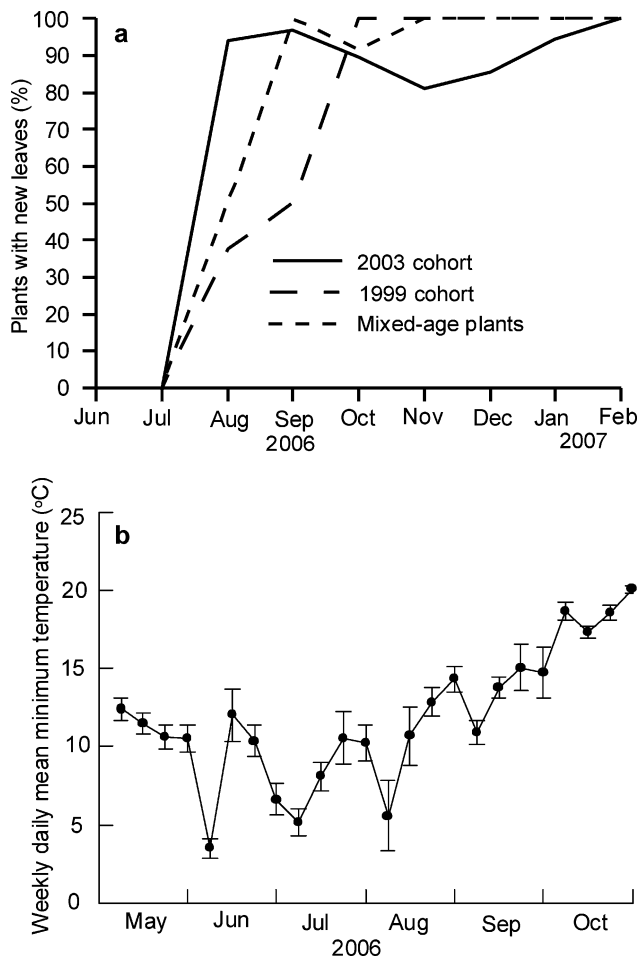 a
Plants with new leaves (%)
100
90
80
70
60
50
40
30
20
10
0
2003 cohort
1999 cohort
Mixed-age plants
Jun Jul Aug Sep Oct Nov Dec Jan Feb
2006 2007
b
Weekly daily mean minimum temperature (oC)
25
20
15
10
5
0
May Jun Jul Aug Sep Oct
2006